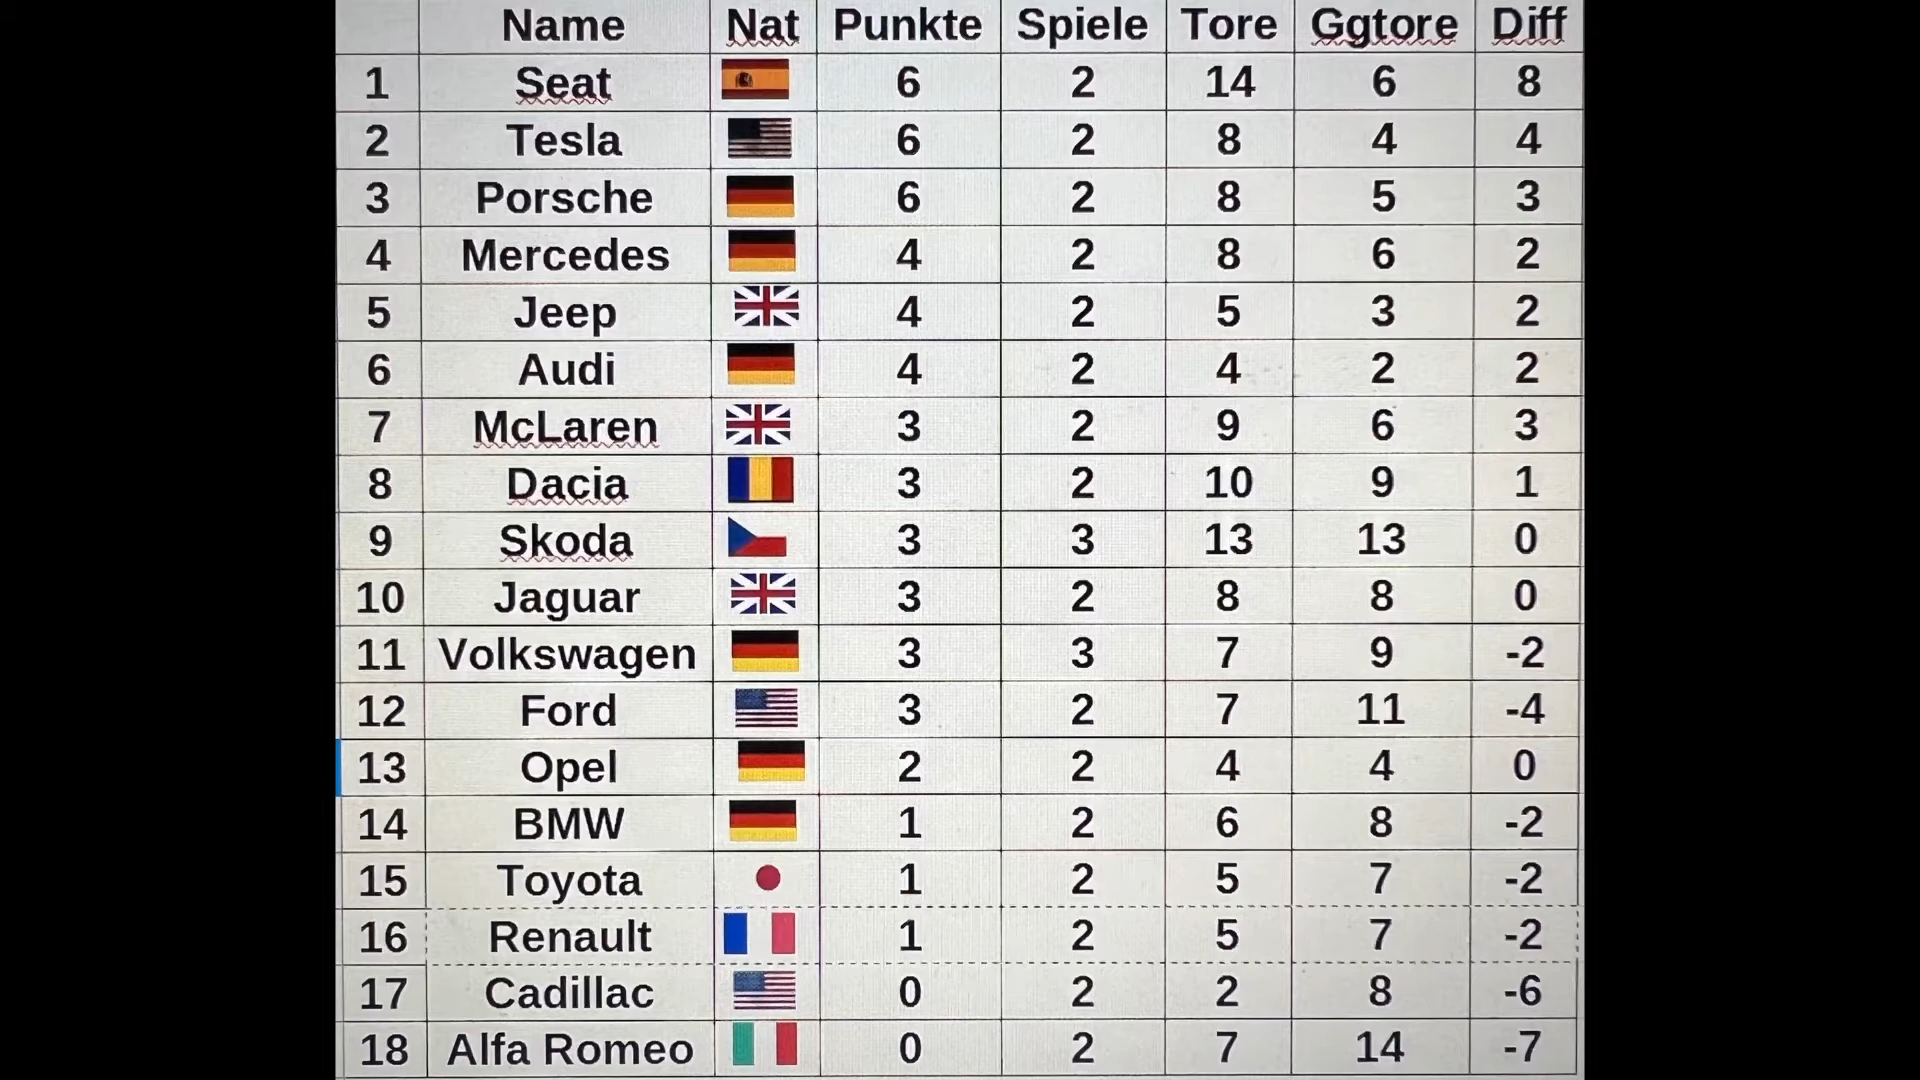 Name Nat Punkte Spiele Tore Ggtore Diff
1 Seat 6 2 14 6 8
2 Tesla 6 2 8 4 4
3 Porsche 6 2 8 5 3
4 Mercedes 4 2 8 6 2
5 Jeep 4 2 5 3 2
6 Audi 4 2 4 2 2
7 McLaren 3 2 9 6 3
8 Dacia 3 2 10 9 1
9 Skoda 3 3 13 13 0
10 Jaguar 3 2 8 8 0
11 Volkswagen 3 3 7 9 -2
12 Ford 3 2 7 11 -4
13 Opel 2 2 4 4 0
14 BMW 1 2 6 8 -2
15 Toyota 1 2 5 7 -2
16 Renault 1 2 5 7 -2
17 Cadillac 0 2 2 8 -6
18 Alfa Romeo 0 2 7 14 -7